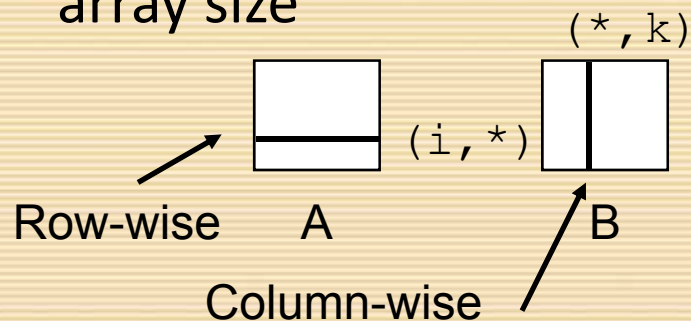 array size
(*,k)
(i,*)
Row-wise A B
Column-wise